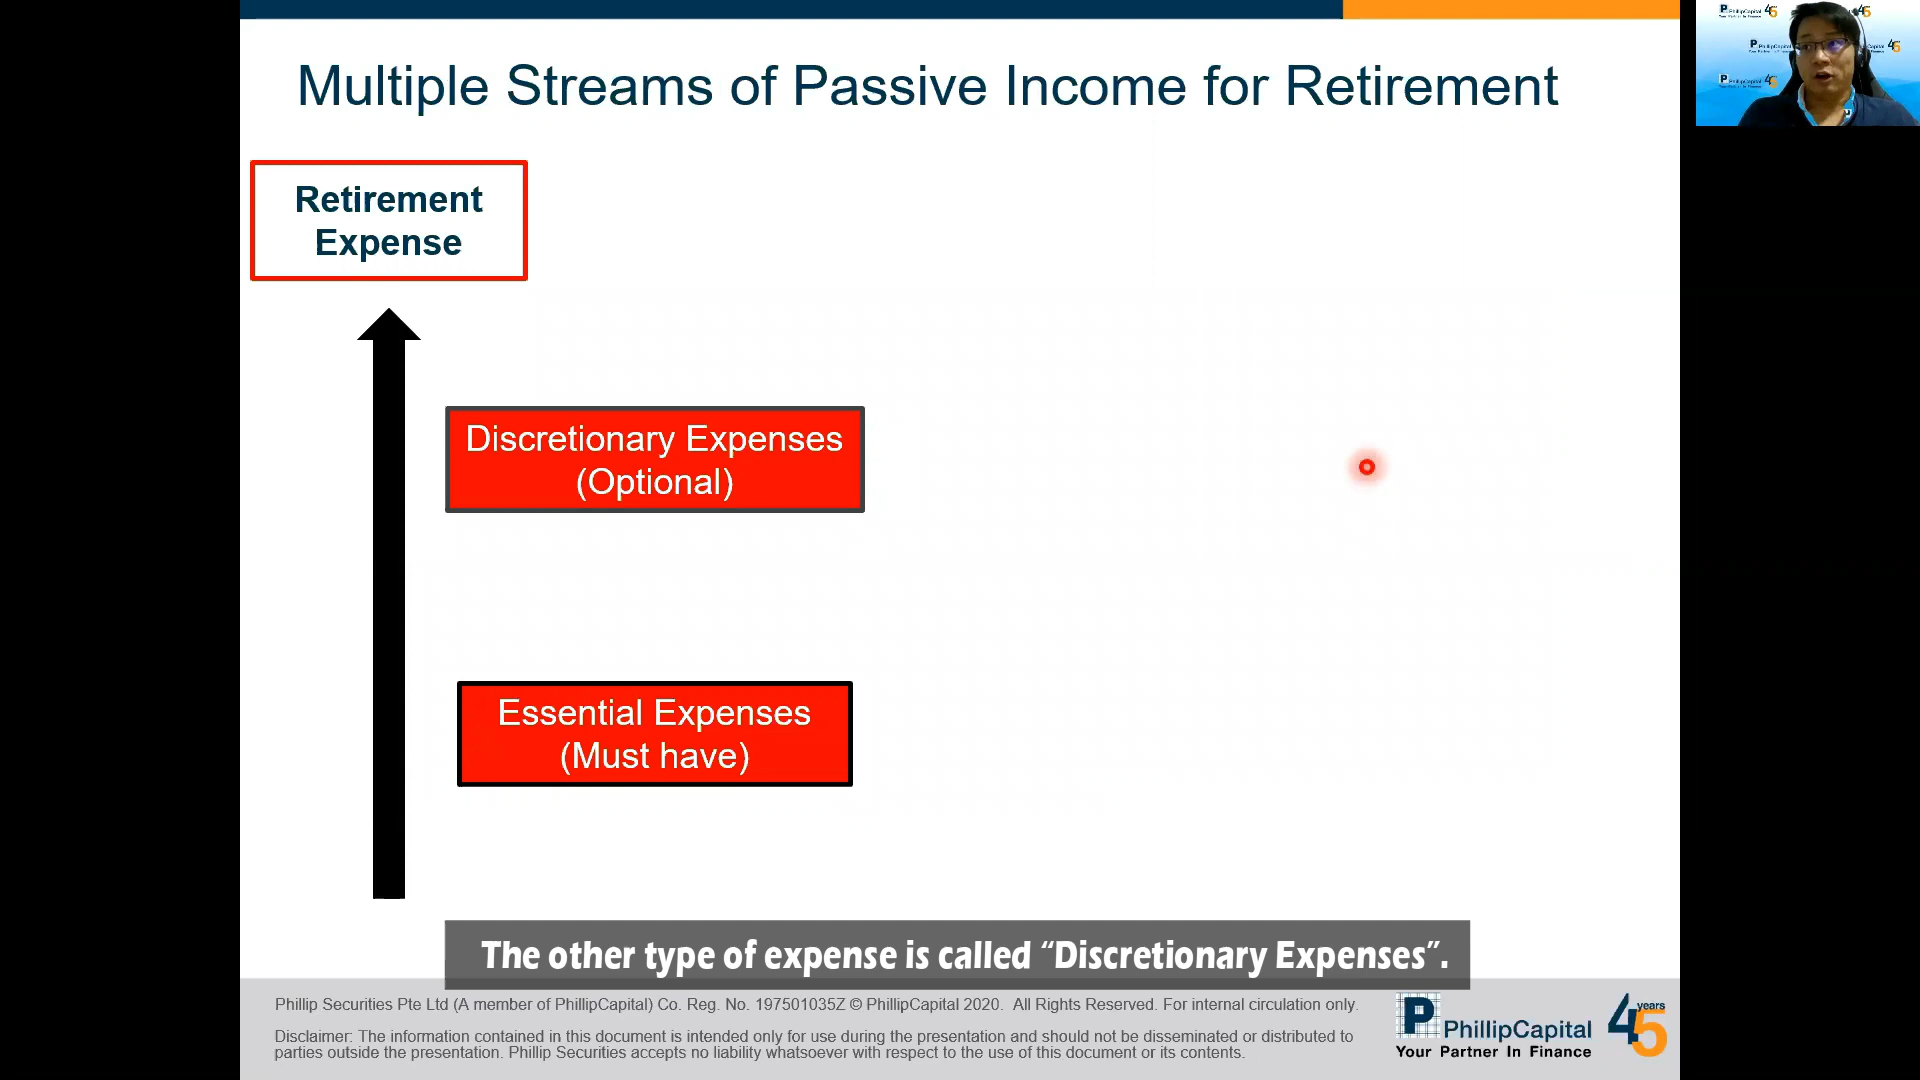 Multiple Streams of Passive Income for Retirement
Retirement
Expense
Discretionary Expenses
(Optional)
Essential Expenses
(Must have)
The other type of expense is called “Discretionary Expenses”.
Phillip Securities Pte Ltd (A member of PhillipCapital) Co. Reg. No. 197501035Z © PhillipCapital 2020. All Rights Reserved. For internal circulation only.
Disclaimer: The information contained in this document is intended only for use during the presentation and should not be disseminated or distributed to
parties outside the presentation. Phillip Securities accepts no liability whatsoever with respect to the use of this document or its contents.
P PhillipCapital
Your Partner In Finance
45 years